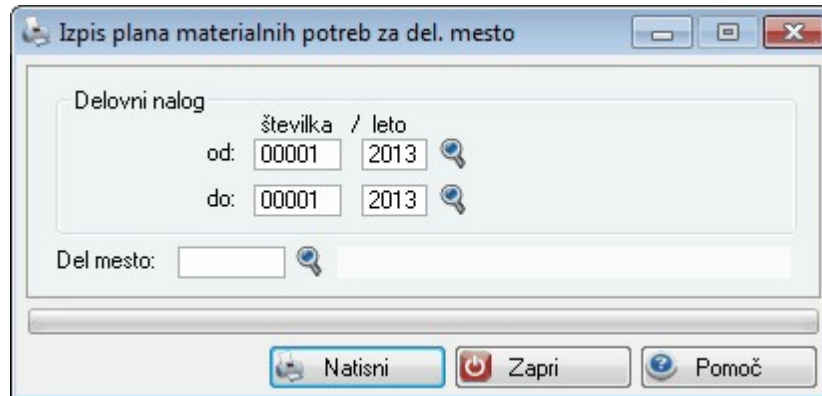 Izpis plana materialnih potreb za del. mesto
Delovni nalog
številka / leto
od: 00001 2013
do: 00001 2013
Del mesto:
Natisni Zapri Pomoč